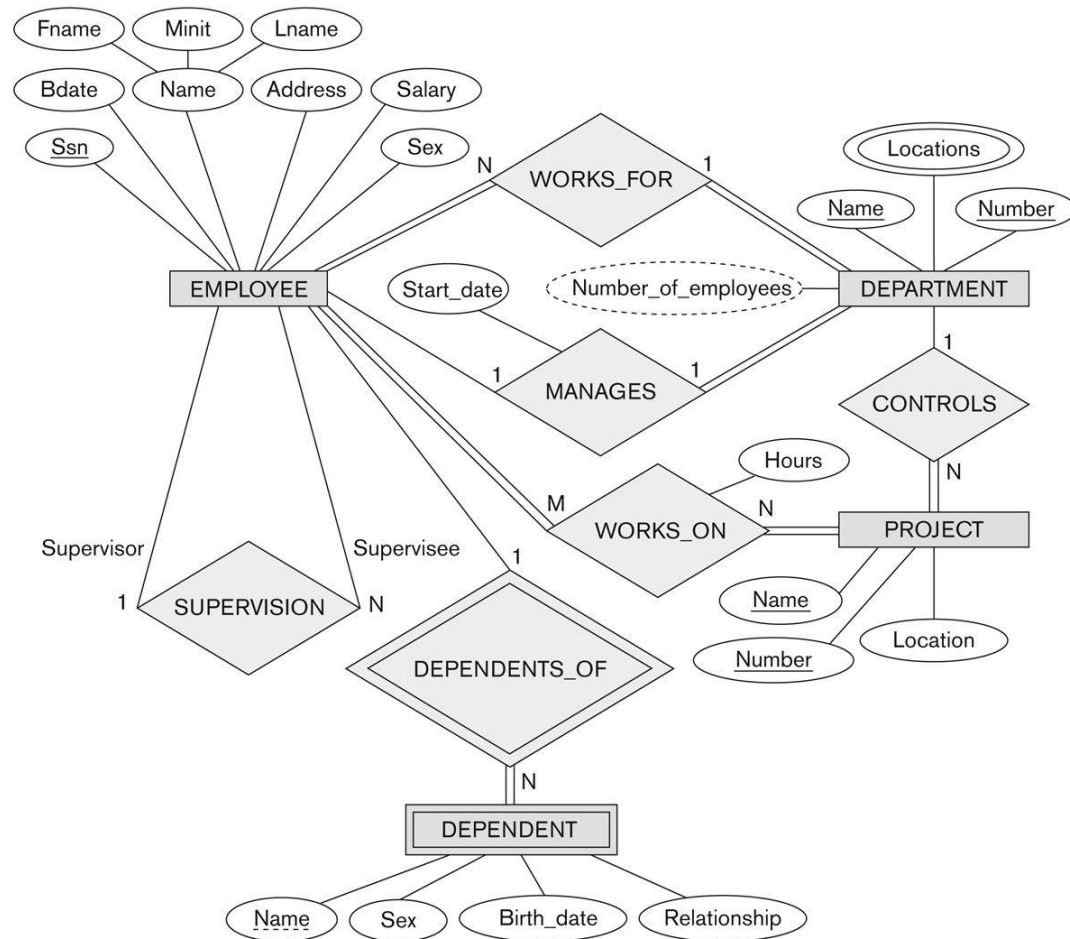 Fname
Minit
Lname
Bdate
Name
Address
Salary
Ssn
Sex
N
WORKS_FOR
1
Locations
Name
Number
EMPLOYEE
Start_date
Number_of_employees
DEPARTMENT
1
MANAGES
1
1
CONTROLS
N
Hours
M
WORKS_ON
N
PROJECT
Supervisor
Supervisee
1
SUPERVISION
N
1
Name
Number
Location
DEPENDENTS_OF
N
DEPENDENT
Name
Sex
Birth_date
Relationship